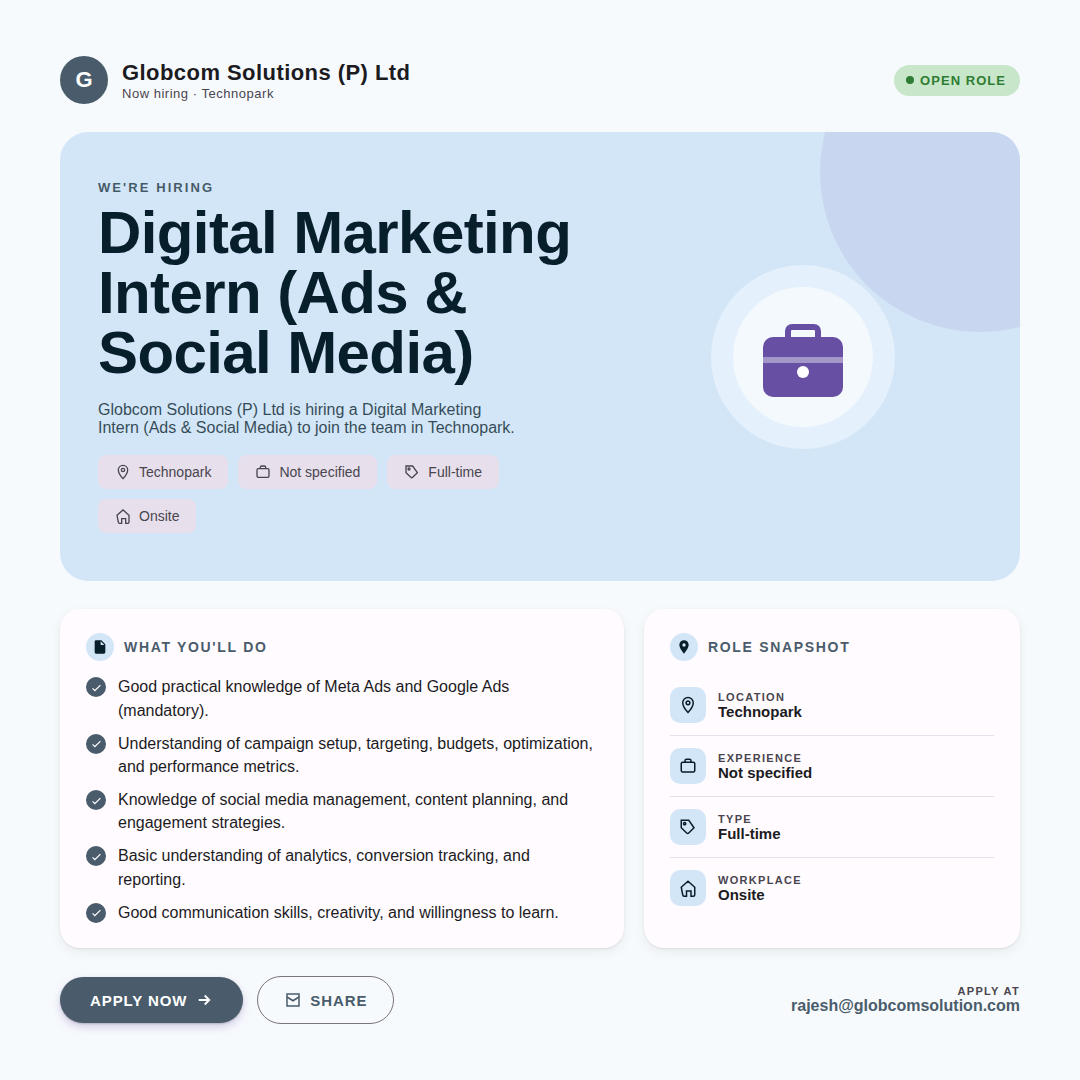 G
Globcom Solutions (P) Ltd
Now hiring · Technopark
OPEN ROLE
WE'RE HIRING
Digital Marketing
Intern (Ads &
Social Media)
Globcom Solutions (P) Ltd is hiring a Digital Marketing
Intern (Ads & Social Media) to join the team in Technopark.
Technopark
Not specified
Full-time
Onsite
WHAT YOU'LL DO
Good practical knowledge of Meta Ads and Google Ads
(mandatory).
Understanding of campaign setup, targeting, budgets, optimization,
and performance metrics.
Knowledge of social media management, content planning, and
engagement strategies.
Basic understanding of analytics, conversion tracking, and
reporting.
Good communication skills, creativity, and willingness to learn.
ROLE SNAPSHOT
LOCATION
Technopark
EXPERIENCE
Not specified
TYPE
Full-time
WORKPLACE
Onsite
APPLY NOW
SHARE
APPLY AT
rajesh@globcomsolution.com